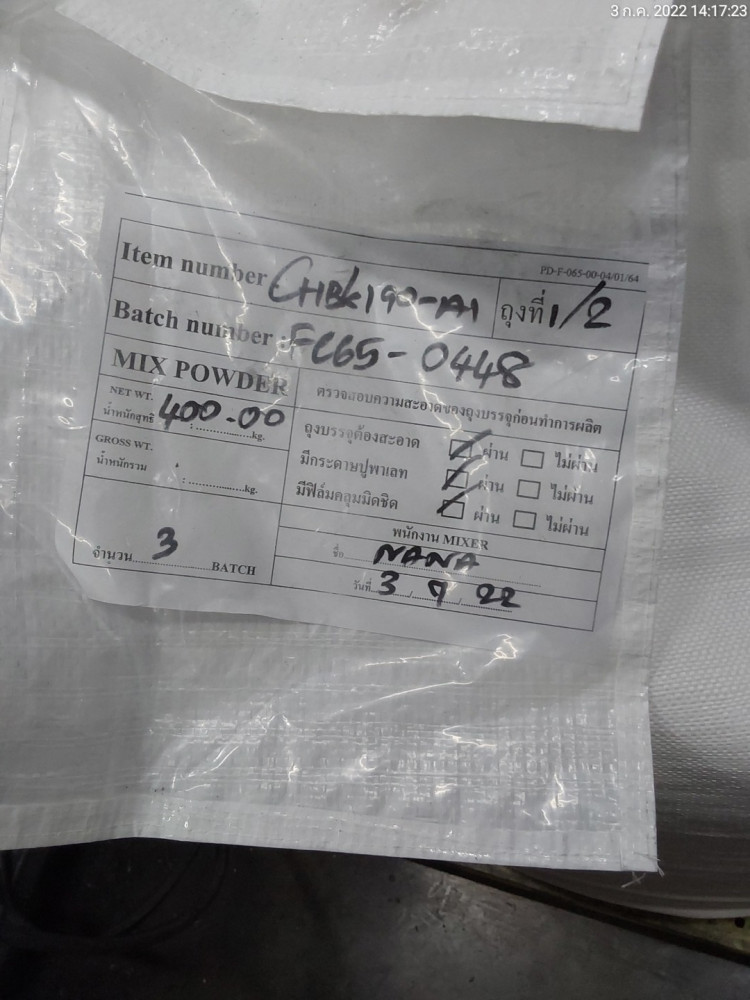 3 ก.ค. 2022 14:17:23
PD-F-065-00-04/01/64
Item number CHBK190-1A1
ถุงที่ 1/2
Batch number : FC65-0448
MIX POWDER
NET WT.
น้ำหนักสุทธิ : 400.00 kg.
GROSS WT.
น้ำหนักรวม : ............... kg.
จำนวน 3 BATCH
ตรวจสอบความสะอาดของถุงบรรจุก่อนทำการผลิต
ถุงบรรจุต้องสะอาด ผ่าน ไม่ผ่าน
มีกระดาษปูพาเลท ผ่าน ไม่ผ่าน
มีฟิล์มคลุมมิดชิด ผ่าน ไม่ผ่าน
พนักงาน MIXER
ชื่อ NANA
วันที่ 3 / 7 / 22